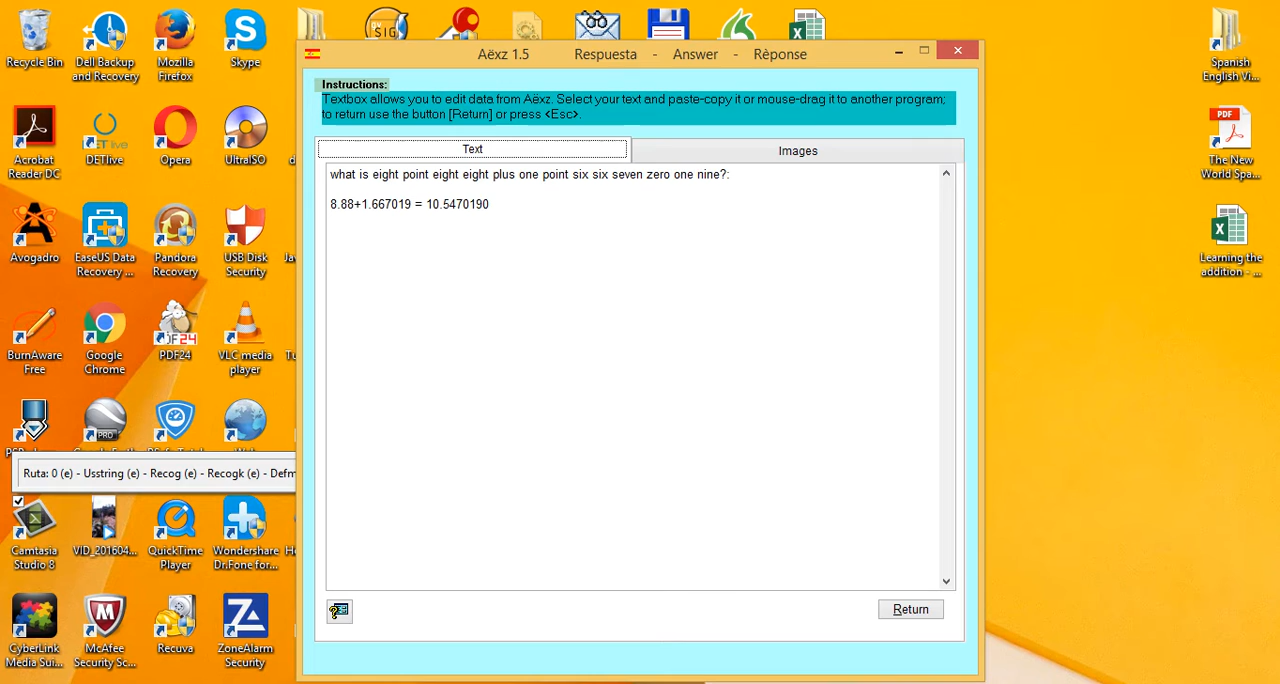 Recycle Bin
Dell Backup
and Recovery
Mozilla
Firefox
Skype
SIG
Aëxz 1.5 Respuesta - Answer - Rèponse
Instructions:
Textbox allows you to edit data from Aëxz. Select your text and paste-copy it or mouse-drag it to another program;
to return use the button [Return] or press <Esc>.
Text
Images
what is eight point eight eight plus one point six six seven zero one nine?:
8.88+1.667019 = 10.5470190
Return
Acrobat
Reader DC
DETlive
Opera
UltraISO
Avogadro
EaseUS Data
Recovery ...
Pandora
Recovery
USB Disk
Security
BurnAware
Free
Google
Chrome
PDF24
VLC media
player
PRO
Ruta: 0 (e) - Usstring (e) - Recog (e) - Recogk (e) - Defm
Camtasia
Studio 8
VID_201604...
QuickTime
Player
Wondershare
Dr.Fone for...
CyberLink
Media Sui...
McAfee
Security Sc...
Recuva
ZoneAlarm
Security
Spanish
English Vi...
PDF
The New
World Spa...
Learning the
addition - ...